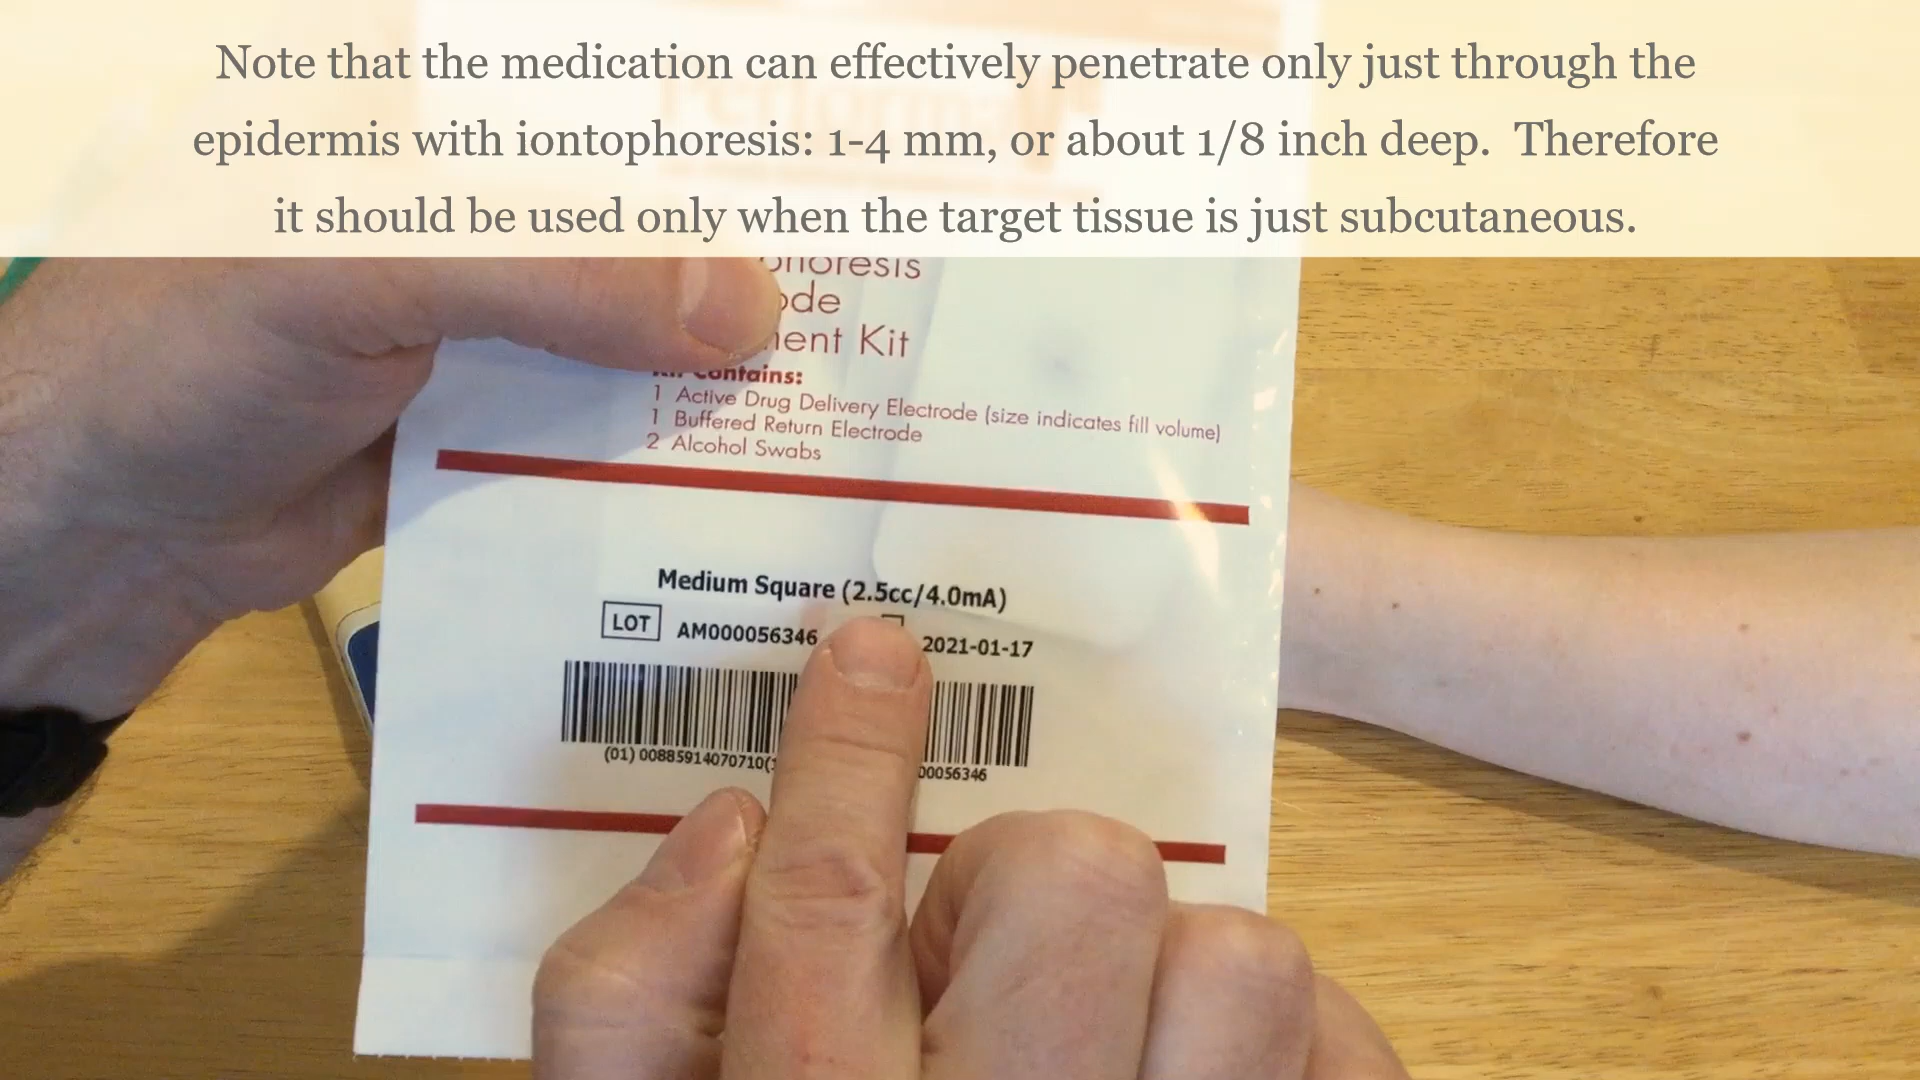 Note that the medication can effectively penetrate only just through the
epidermis with iontophoresis: 1-4 mm, or about 1/8 inch deep. Therefore
it should be used only when the target tissue is just subcutaneous.
Kit
Contains:
1 Active Drug Delivery Electrode (size indicates fill volume)
1 Buffered Return Electrode
2 Alcohol Swabs
Medium Square (2.5cc/4.0mA)
LOT AM000056346 2021-01-17
(01) 00885914070710( 00056346